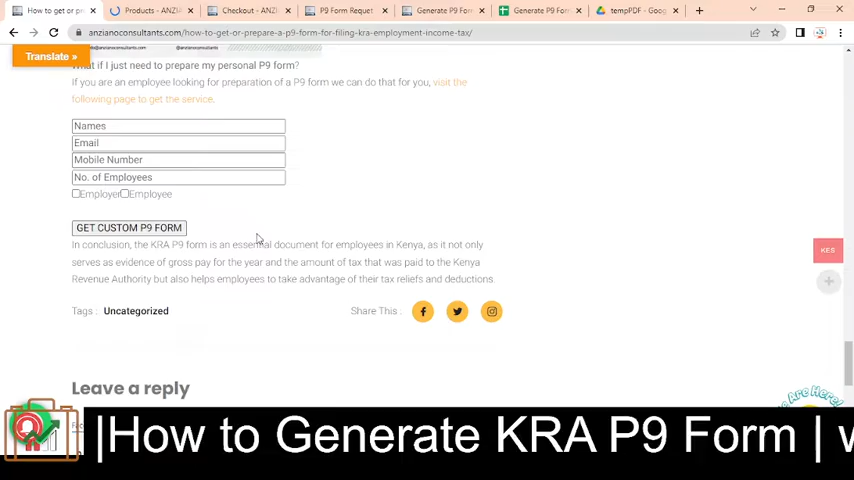 How to get or pr
Products - ANZIA
Checkout - ANZI
P9 Form Requet
Generate P9 Form
Generate P9 Form
tempPDF - Goog
anzianoconsultants.com/how-to-get-or-prepare-a-p9-form-for-filing-kra-employment-income-tax/
Translate »
What if I just need to prepare my personal P9 form?
If you are an employee looking for preparation of a P9 form we can do that for you, visit the
following page to get the service.
Names
Email
Mobile Number
No. of Employees
Employer Employee
GET CUSTOM P9 FORM
In conclusion, the KRA P9 form is an essential document for employees in Kenya, as it not only
serves as evidence of gross pay for the year and the amount of tax that was paid to the Kenya
Revenue Authority but also helps employees to take advantage of their tax reliefs and deductions.
KES
Tags : Uncategorized
Share This :
Leave a reply
Are Here!
|How to Generate KRA P9 Form | w